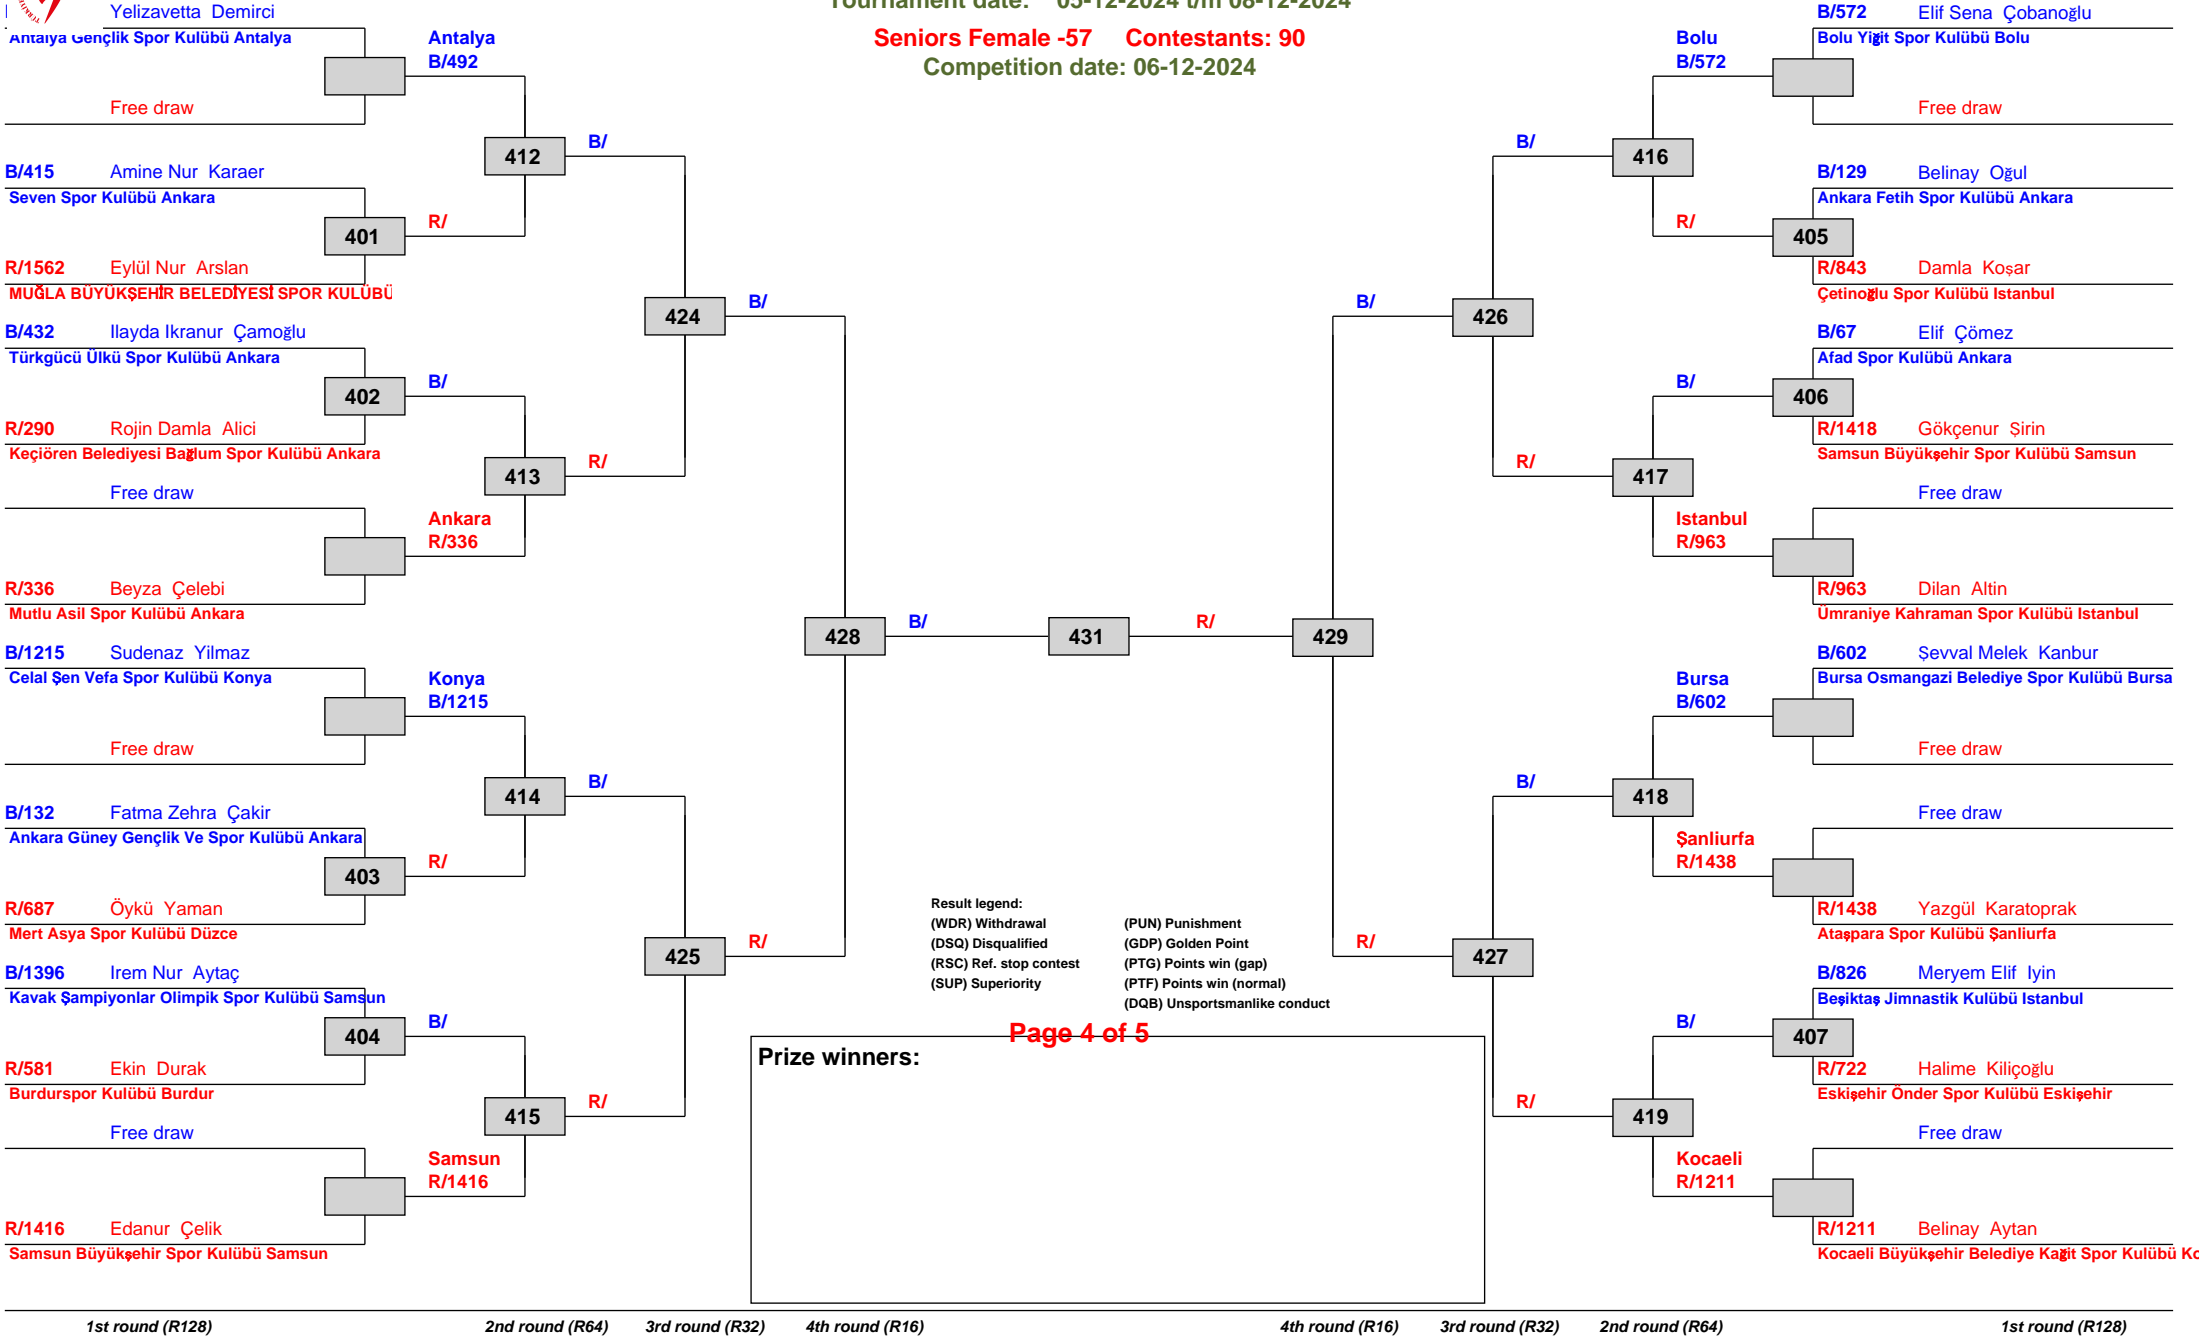 Tournament date: 05-12-2024 t/m 08-12-2024
Seniors Female -57 Contestants: 90
Competition date: 06-12-2024
Yelizavetta Demirci
Antalya Gençlik Spor Kulübü Antalya
Free draw
Antalya
B/492
B/415 Amine Nur Karaer
Seven Spor Kulübü Ankara
401
R/
R/1562 Eylül Nur Arslan
MUĞLA BÜYÜKŞEHİR BELEDİYESİ SPOR KULÜBÜ
412
B/
B/432 Ilayda Ikranur Çamoğlu
Türkgücü Ülkü Spor Kulübü Ankara
402
B/
R/290 Rojin Damla Alici
Keçiören Belediyesi Bağlum Spor Kulübü Ankara
413
R/
Free draw
Ankara
R/336
R/336 Beyza Çelebi
Mutlu Asil Spor Kulübü Ankara
424
B/
B/1215 Sudenaz Yilmaz
Celal Şen Vefa Spor Kulübü Konya
Konya
B/1215
Free draw
414
B/
B/132 Fatma Zehra Çakir
Ankara Güney Gençlik Ve Spor Kulübü Ankara
403
R/
R/687 Öykü Yaman
Mert Asya Spor Kulübü Düzce
425
R/
B/1396 Irem Nur Aytaç
Kavak Şampiyonlar Olimpik Spor Kulübü Samsun
404
B/
R/581 Ekin Durak
Burdurspor Kulübü Burdur
415
R/
Free draw
Samsun
R/1416
R/1416 Edanur Çelik
Samsun Büyükşehir Spor Kulübü Samsun
428
B/
431
R/
429
B/572 Elif Sena Çobanoğlu
Bolu Yiğit Spor Kulübü Bolu
Bolu
B/572
Free draw
B/
416
B/129 Belinay Oğul
Ankara Fetih Spor Kulübü Ankara
R/
405
R/843 Damla Koşar
Çetinoğlu Spor Kulübü Istanbul
B/
426
B/67 Elif Çömez
Afad Spor Kulübü Ankara
B/
406
R/1418 Gökçenur Şirin
Samsun Büyükşehir Spor Kulübü Samsun
R/
417
Free draw
Istanbul
R/963
R/963 Dilan Altin
Ümraniye Kahraman Spor Kulübü Istanbul
B/602 Şevval Melek Kanbur
Bursa Osmangazi Belediye Spor Kulübü Bursa
Bursa
B/602
Free draw
B/
418
Free draw
Şanliurfa
R/1438
R/1438 Yazgül Karatoprak
Ataşpara Spor Kulübü Şanliurfa
R/
427
B/826 Meryem Elif Iyin
Beşiktaş Jimnastik Kulübü Istanbul
B/
407
R/722 Halime Kiliçoğlu
Eskişehir Önder Spor Kulübü Eskişehir
R/
419
Free draw
Kocaeli
R/1211
R/1211 Belinay Aytan
Kocaeli Büyükşehir Belediye Kağit Spor Kulübü Ko
Result legend:
(WDR) Withdrawal (PUN) Punishment
(DSQ) Disqualified (GDP) Golden Point
(RSC) Ref. stop contest (PTG) Points win (gap)
(SUP) Superiority (PTF) Points win (normal)
(DQB) Unsportsmanlike conduct
Page 4 of 5
Prize winners:
1st round (R128) 2nd round (R64) 3rd round (R32) 4th round (R16) 4th round (R16) 3rd round (R32) 2nd round (R64) 1st round (R128)